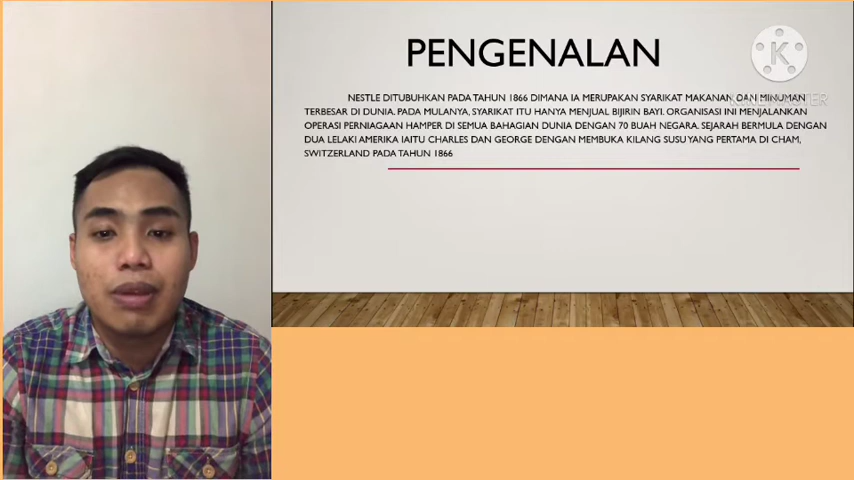 PENGENALAN
NESTLE DITUBUHKAN PADA TAHUN 1866 DIMANA IA MERUPAKAN SYARIKAT MAKANAN DAN MINUMAN
TERBESAR DI DUNIA. PADA MULANYA, SYARIKAT ITU HANYA MENJUAL BIJIRIN BAYI. ORGANISASI INI MENJALANKAN
OPERASI PERNIAGAAN HAMPER DI SEMUA BAHAGIAN DUNIA DENGAN 70 BUAH NEGARA. SEJARAH BERMULA DENGAN
DUA LELAKI AMERIKA IAITU CHARLES DAN GEORGE DENGAN MEMBUKA KILANG SUSU YANG PERTAMA DI CHAM,
SWITZERLAND PADA TAHUN 1866
K
KINEMASTER